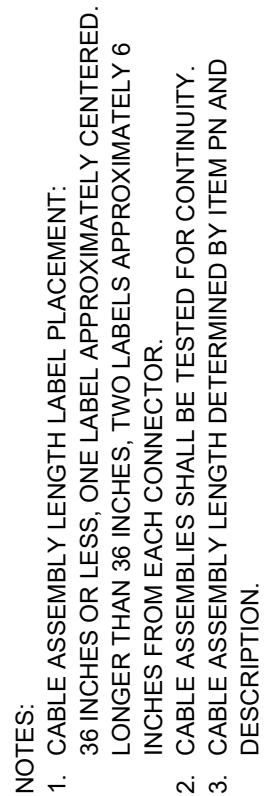 NOTES:
1. CABLE ASSEMBLY LENGTH LABEL PLACEMENT:
36 INCHES OR LESS, ONE LABEL APPROXIMATELY CENTERED.
LONGER THAN 36 INCHES, TWO LABELS APPROXIMATELY 6
INCHES FROM EACH CONNECTOR.
2. CABLE ASSEMBLIES SHALL BE TESTED FOR CONTINUITY.
3. CABLE ASSEMBLY LENGTH DETERMINED BY ITEM PN AND
DESCRIPTION.